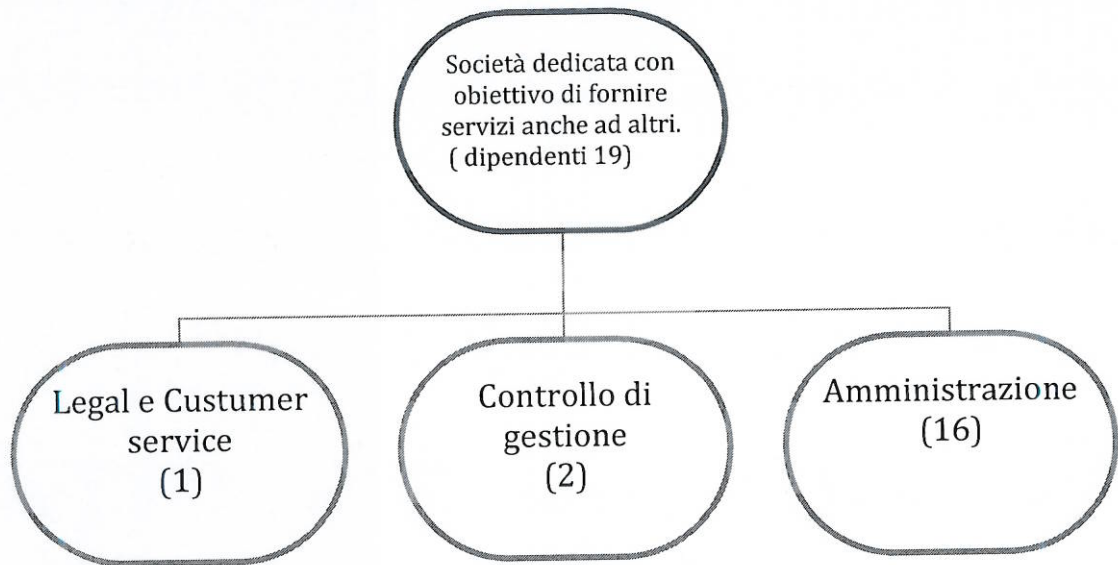 Società dedicata con
obiettivo di fornire
servizi anche ad altri.
( dipendenti 19)
Legal e Custumer
service
(1)
Controllo di
gestione
(2)
Amministrazione
(16)